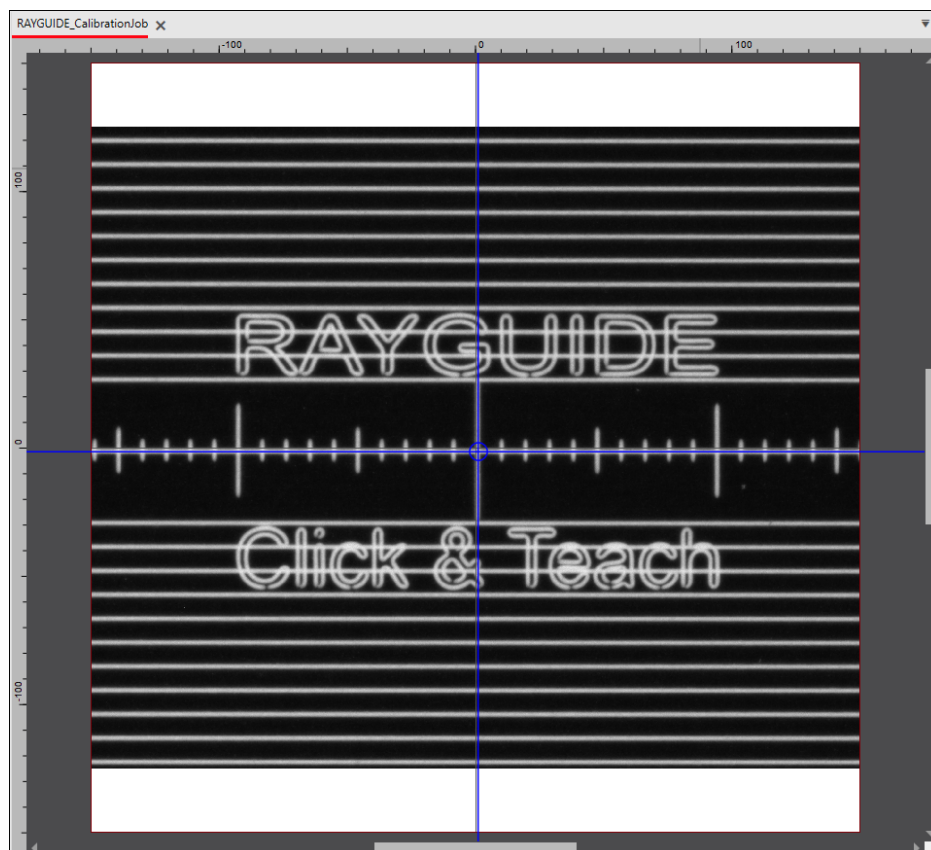 RAYGUIDE_CalibrationJob
-100 0 100
100
RAYGUIDE
0
Click & Teach
-100